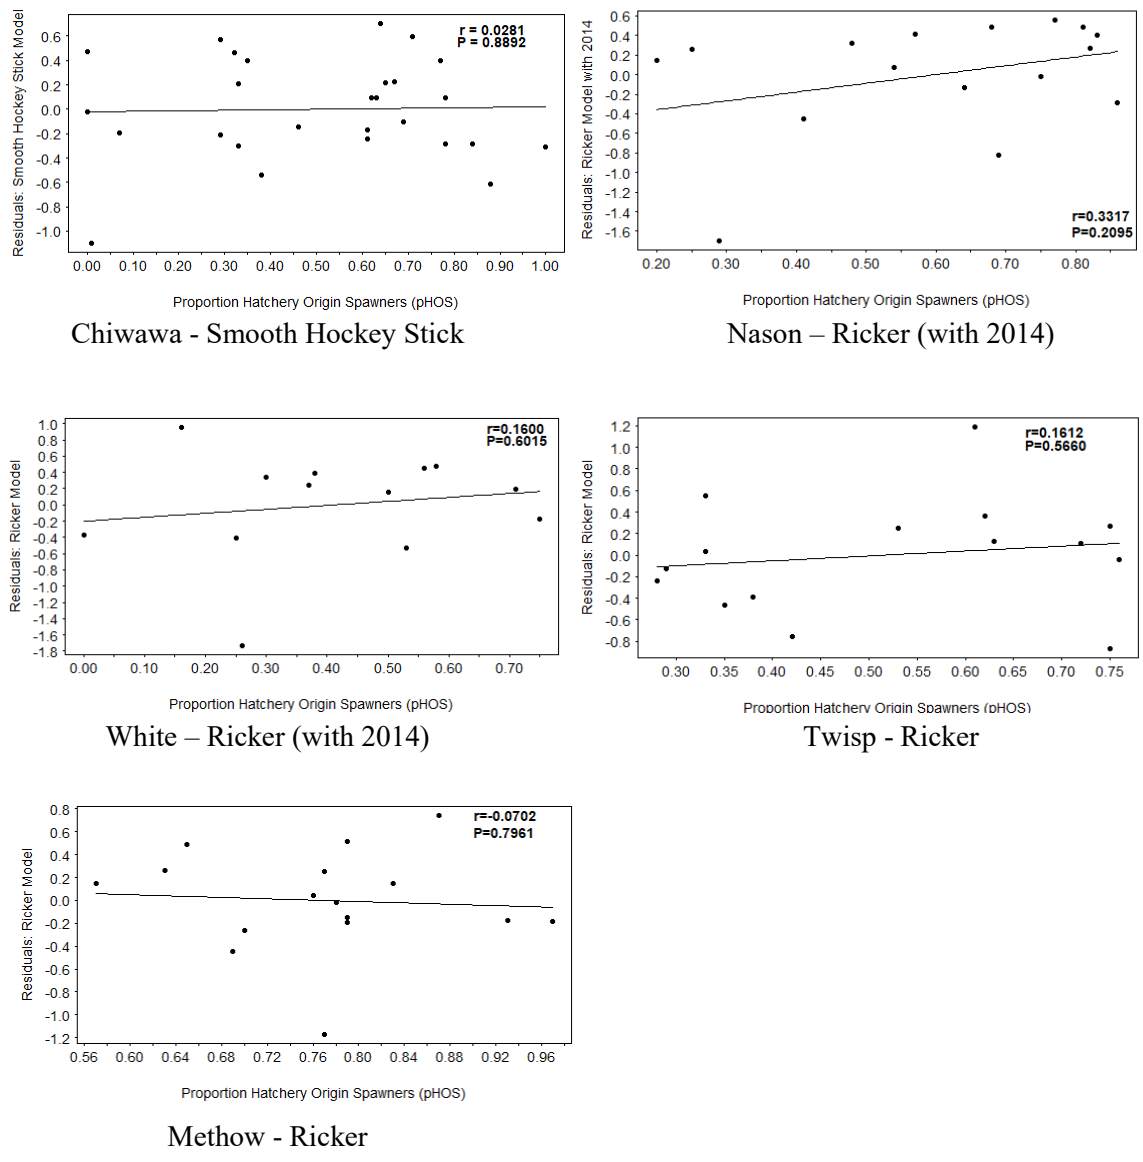 Residuals: Smooth Hockey Stick Model
r = 0.0281
P = 0.8892
0.6
0.4
0.2
0.0
-0.2
-0.4
-0.6
-0.8
-1.0
0.00 0.10 0.20 0.30 0.40 0.50 0.60 0.70 0.80 0.90 1.00
Proportion Hatchery Origin Spawners (pHOS)
Chiwawa - Smooth Hockey Stick
Residuals: Ricker Model with 2014
0.6
0.4
0.2
0.0
-0.2
-0.4
-0.6
-0.8
-1.0
-1.2
-1.4
-1.6
r=0.3317
P=0.2095
0.20 0.30 0.40 0.50 0.60 0.70 0.80
Proportion Hatchery Origin Spawners (pHOS)
Nason – Ricker (with 2014)
Residuals: Ricker Model
r=0.1600
P=0.6015
1.0
0.8
0.6
0.4
0.2
0.0
-0.2
-0.4
-0.6
-0.8
-1.0
-1.2
-1.4
-1.6
-1.8
0.00 0.10 0.20 0.30 0.40 0.50 0.60 0.70
Proportion Hatchery Origin Spawners (pHOS)
White – Ricker (with 2014)
Residuals: Ricker Model
r=0.1612
P=0.5660
1.2
1.0
0.8
0.6
0.4
0.2
0.0
-0.2
-0.4
-0.6
-0.8
0.30 0.35 0.40 0.45 0.50 0.55 0.60 0.65 0.70 0.75
Proportion Hatchery Origin Spawners (pHOS)
Twisp - Ricker
Residuals: Ricker Model
r=-0.0702
P=0.7961
0.8
0.6
0.4
0.2
0.0
-0.2
-0.4
-0.6
-0.8
-1.0
-1.2
0.56 0.60 0.64 0.68 0.72 0.76 0.80 0.84 0.88 0.92 0.96
Proportion Hatchery Origin Spawners (pHOS)
Methow - Ricker